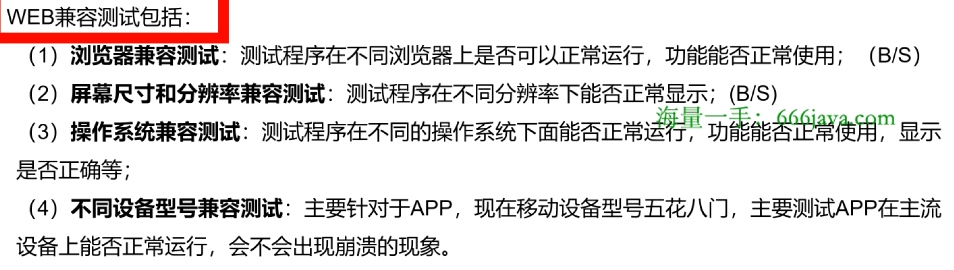 WEB兼容测试包括：
（1）浏览器兼容测试：测试程序在不同浏览器上是否可以正常运行，功能能否正常使用；（B/S）
（2）屏幕尺寸和分辨率兼容测试：测试程序在不同分辨率下能否正常显示；(B/S)
海量一手：666java.com
（3）操作系统兼容测试：测试程序在不同的操作系统下面能否正常运行，功能能否正常使用，显示
是否正确等；
（4）不同设备型号兼容测试：主要针对于APP，现在移动设备型号五花八门，主要测试APP在主流
设备上能否正常运行，会不会出现崩溃的现象。